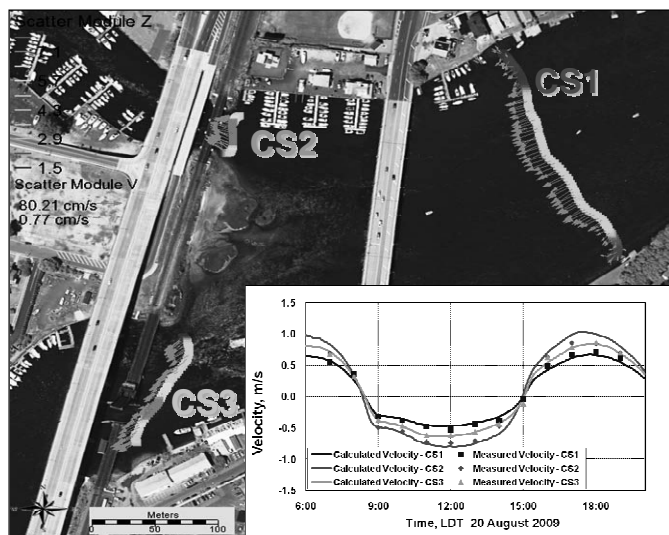 Scatter Module Z
2.9
1.5
Scatter Module V
80.21 cm/s
0.77 cm/s
CS1
CS2
CS3
Meters
0 50 100
Velocity, m/s
1.5
1.0
0.5
0.0
-0.5
-1.0
-1.5
Calculated Velocity - CS1 Measured Velocity - CS1
Calculated Velocity - CS2 Measured Velocity - CS2
Calculated Velocity - CS3 Measured Velocity - CS3
6:00 9:00 12:00 15:00 18:00
Time, LDT 20 August 2009